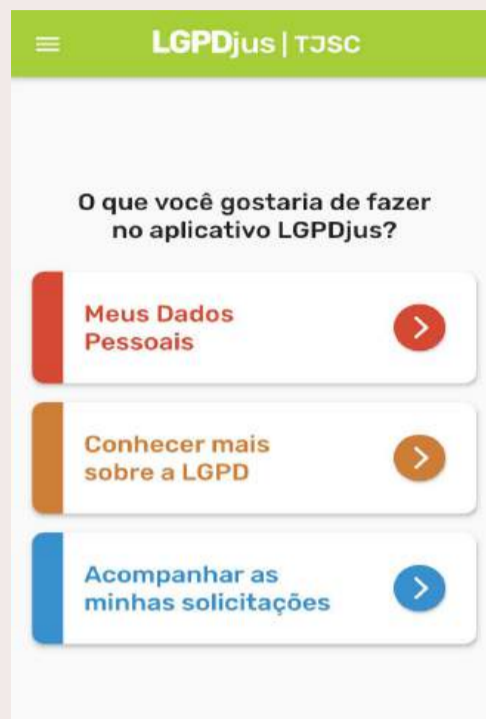 LGPDjus | TJSC
O que você gostaria de fazer
no aplicativo LGPDjus?
Meus Dados
Pessoais
Conhecer mais
sobre a LGPD
Acompanhar as
minhas solicitações